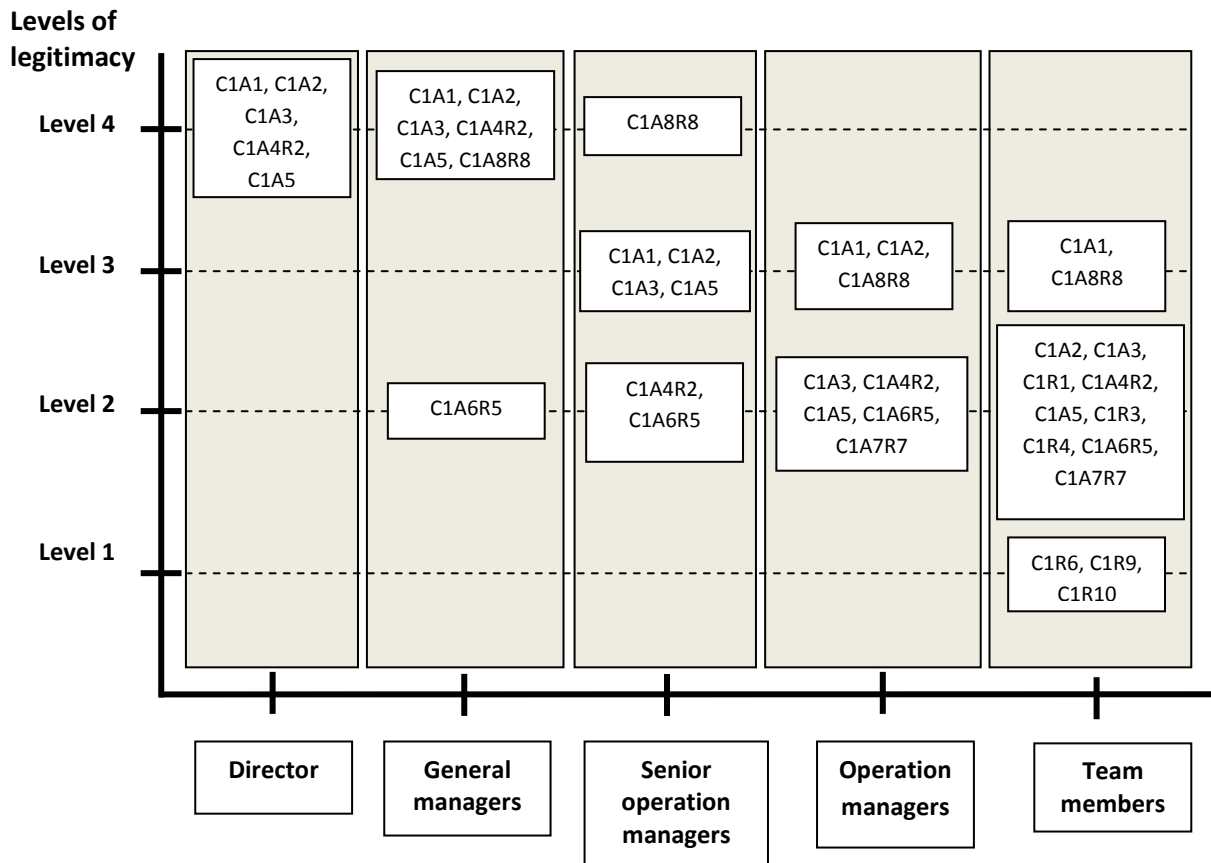 Levels of
legitimacy
Level 4
C1A1, C1A2,
C1A3,
C1A4R2,
C1A5
C1A1, C1A2,
C1A3, C1A4R2,
C1A5, C1A8R8
C1A8R8
Level 3
C1A1, C1A2,
C1A3, C1A5
C1A1, C1A2,
C1A8R8
C1A1,
C1A8R8
Level 2
C1A6R5
C1A4R2,
C1A6R5
C1A3, C1A4R2,
C1A5, C1A6R5,
C1A7R7
C1A2, C1A3,
C1R1, C1A4R2,
C1A5, C1R3,
C1R4, C1A6R5,
C1A7R7
Level 1
C1R6, C1R9,
C1R10
Director
General
managers
Senior
operation
managers
Operation
managers
Team
members